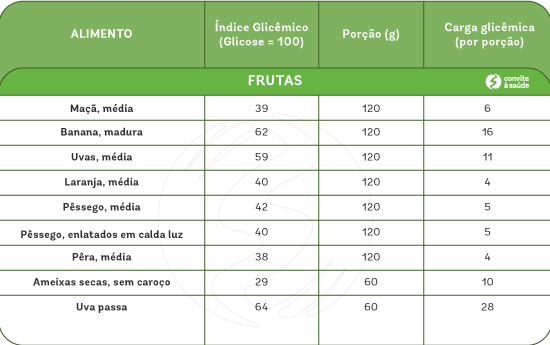 ALIMENTO Índice Glicêmico (Glicose = 100) Porção (g) Carga glicêmica (por porção)
FRUTAS convite à saúde
Maçã, média 39 120 6
Banana, madura 62 120 16
Uvas, média 59 120 11
Laranja, média 40 120 4
Pêssego, média 42 120 5
Pêssego, enlatados em calda luz 40 120 5
Pêra, média 38 120 4
Ameixas secas, sem caroço 29 60 10
Uva passa 64 60 28